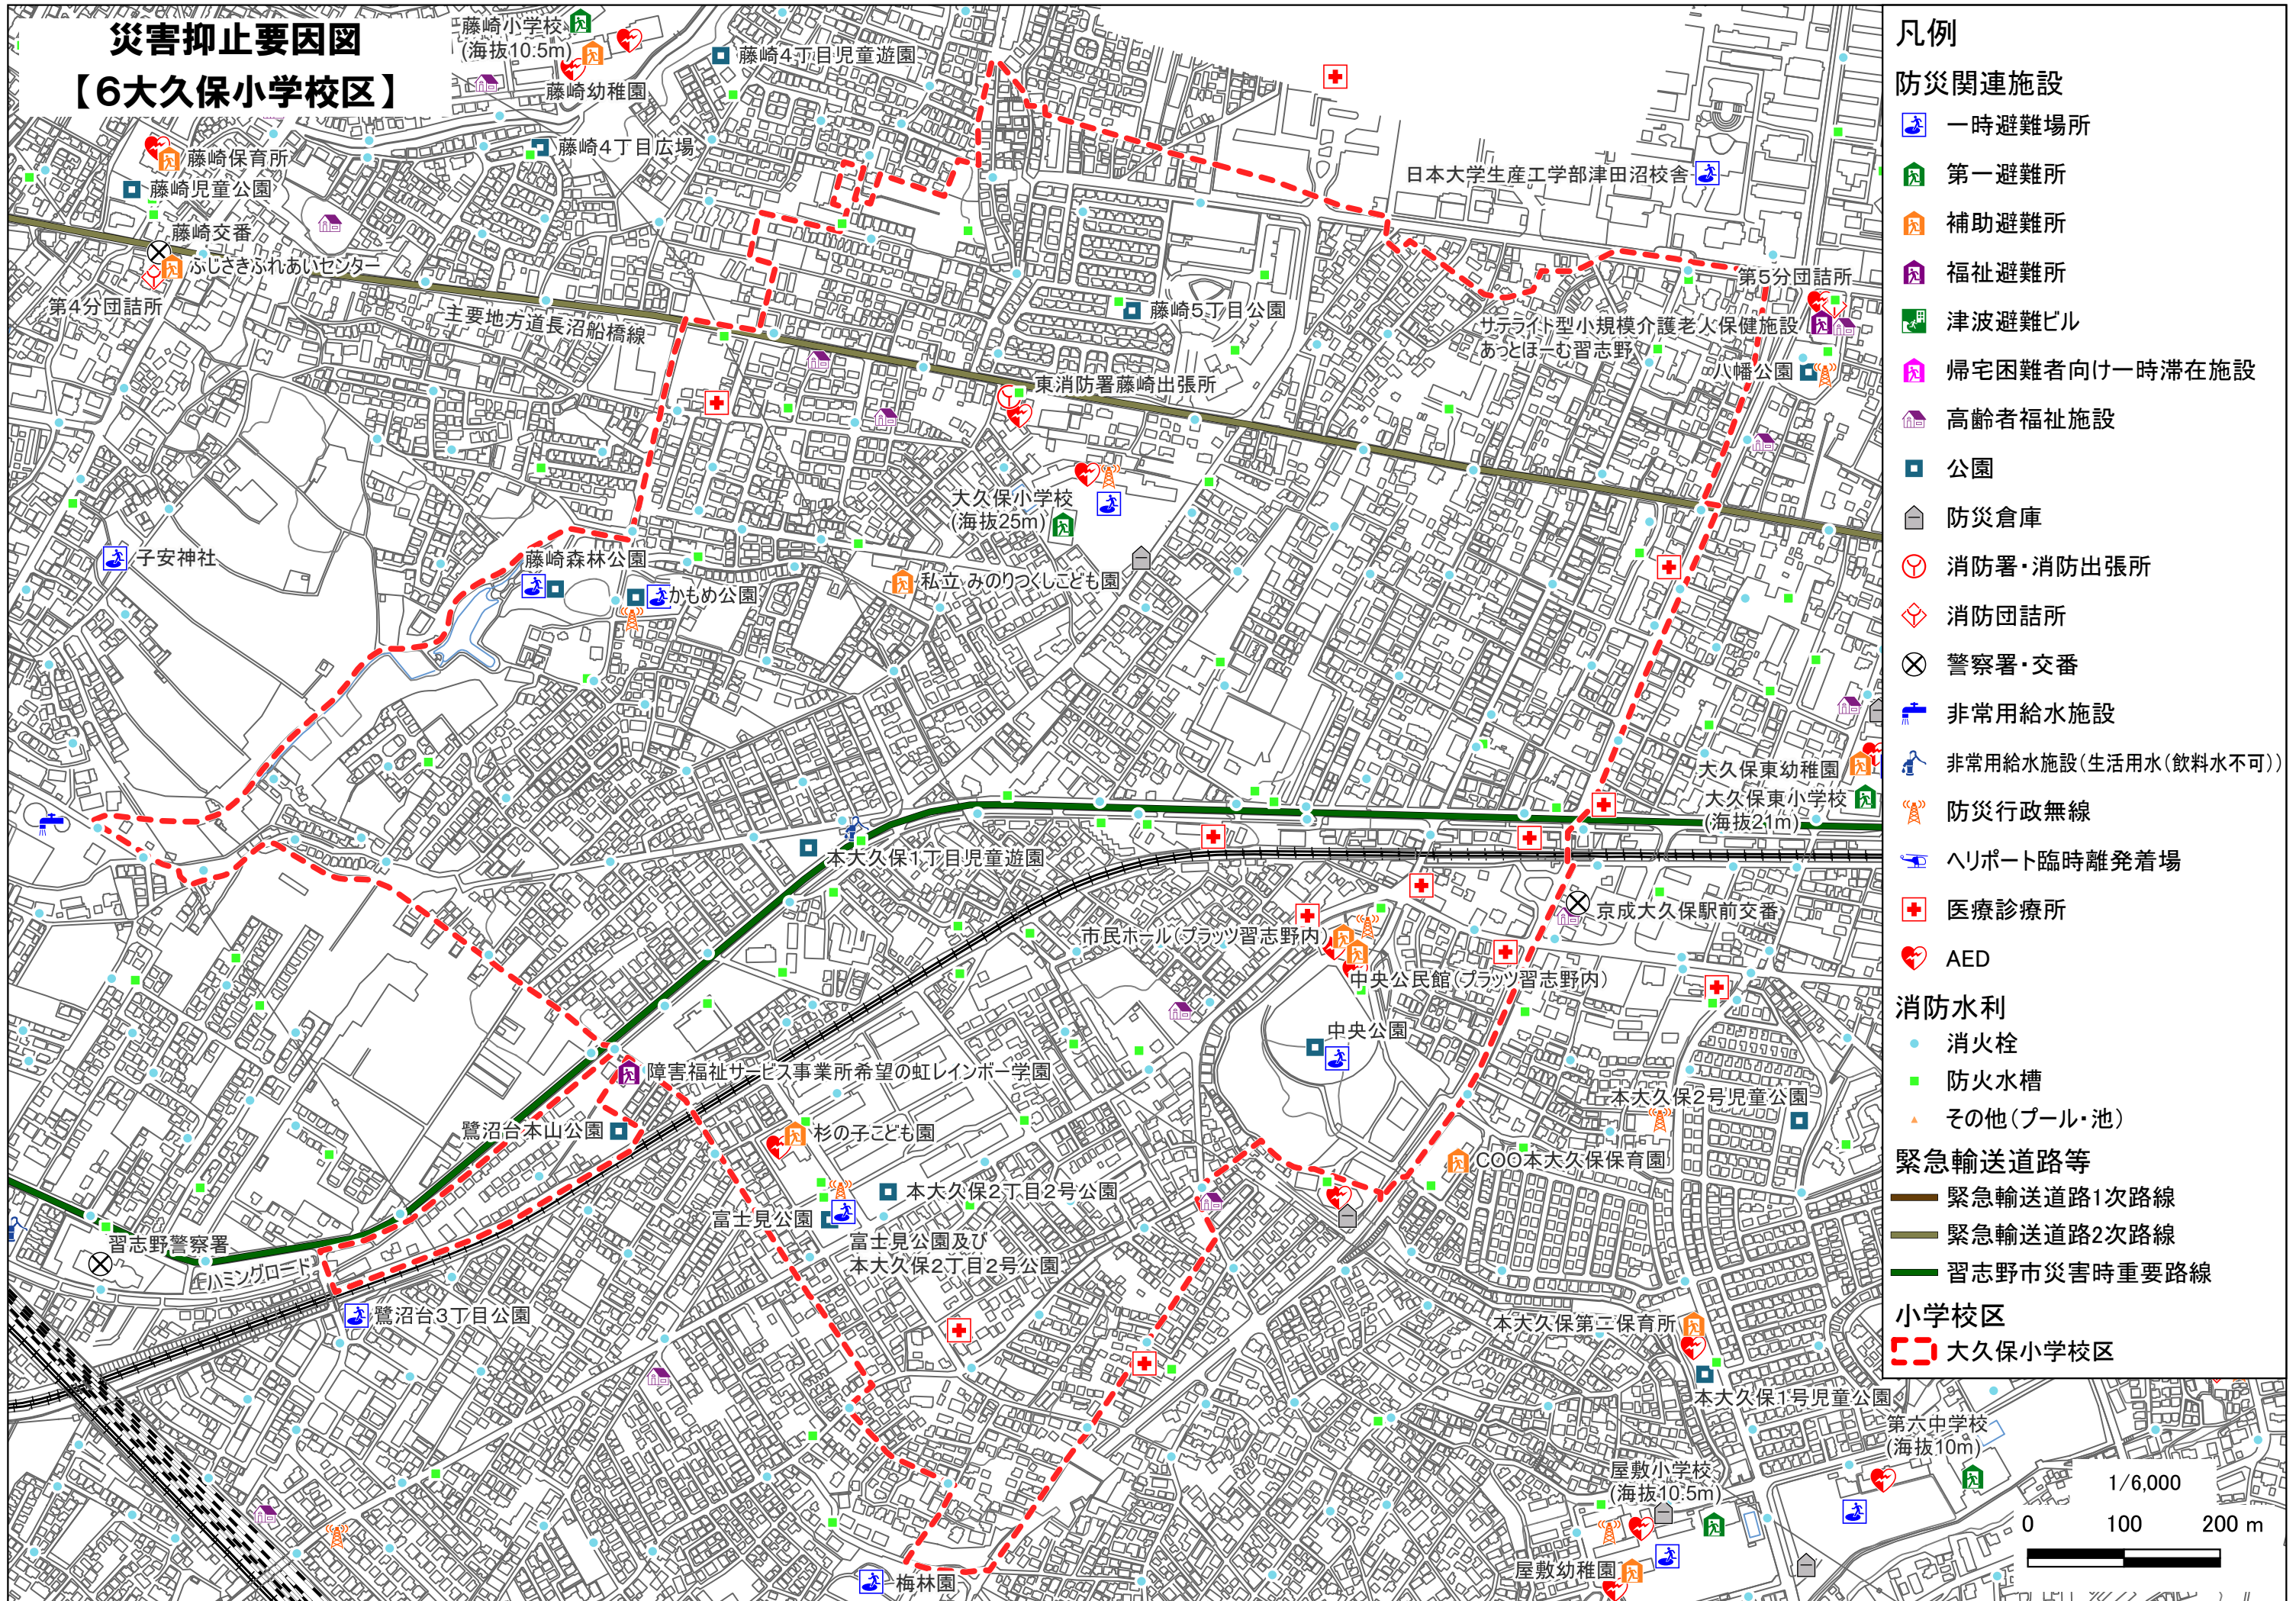 災害抑止要因図
【６大久保小学校区】
藤崎小学校
(海抜10.5m)
藤崎幼稚園
藤崎４丁目児童遊園
藤崎４丁目広場
藤崎保育所
藤崎児童公園
藤崎交番
ふじさきふれあいセンター
第４分団詰所
主要地方道長沼船橋線
日本大学生産工学部津田沼校舎
第５分団詰所
藤崎５丁目公園
サテライト型小規模介護老人保健施設
あっとほーむ習志野
八幡公園
東消防署藤崎出張所
大久保小学校
(海抜25m)
子安神社
藤崎森林公園
かもめ公園
私立 みのりつくしこども園
大久保東幼稚園
大久保東小学校
(海抜21m)
本大久保１丁目児童遊園
京成大久保駅前交番
市民ホール（プラッツ習志野内）
中央公民館（プラッツ習志野内）
中央公園
障害福祉サービス事業所希望の虹レインボー学園
本大久保２号児童公園
鷺沼台本山公園
杉の子こども園
COO本大久保保育園
本大久保２丁目２号公園
富士見公園
富士見公園及び
本大久保２丁目２号公園
習志野警察署
ハミングロード
鷺沼台３丁目公園
本大久保第二保育所
本大久保１号児童公園
第六中学校
(海抜10m)
屋敷小学校
(海抜10.5m)
屋敷幼稚園
梅林園
凡例
防災関連施設
一時避難場所
第一避難所
補助避難所
福祉避難所
津波避難ビル
帰宅困難者向け一時滞在施設
高齢者福祉施設
公園
防災倉庫
消防署・消防出張所
消防団詰所
警察署・交番
非常用給水施設
非常用給水施設（生活用水（飲料水不可））
防災行政無線
ヘリポート臨時離発着場
医療診療所
AED
消防水利
消火栓
防火水槽
その他（プール・池）
緊急輸送道路等
緊急輸送道路1次路線
緊急輸送道路2次路線
習志野市災害時重要路線
小学校区
大久保小学校区
1/6,000
0 100 200 m